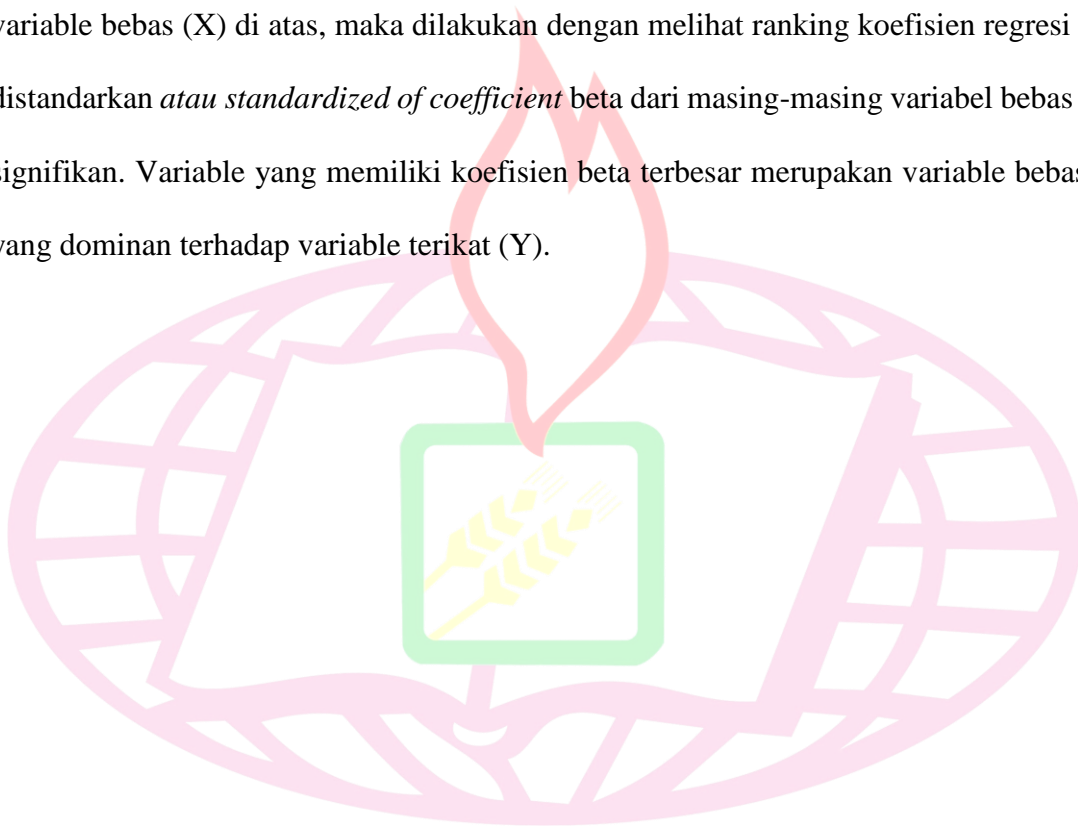 variable bebas (X) di atas, maka dilakukan dengan melihat ranking koefisien regresi
distandarkan atau standardized of coefficient beta dari masing-masing variabel bebas
signifikan. Variable yang memiliki koefisien beta terbesar merupakan variable bebas
yang dominan terhadap variable terikat (Y).